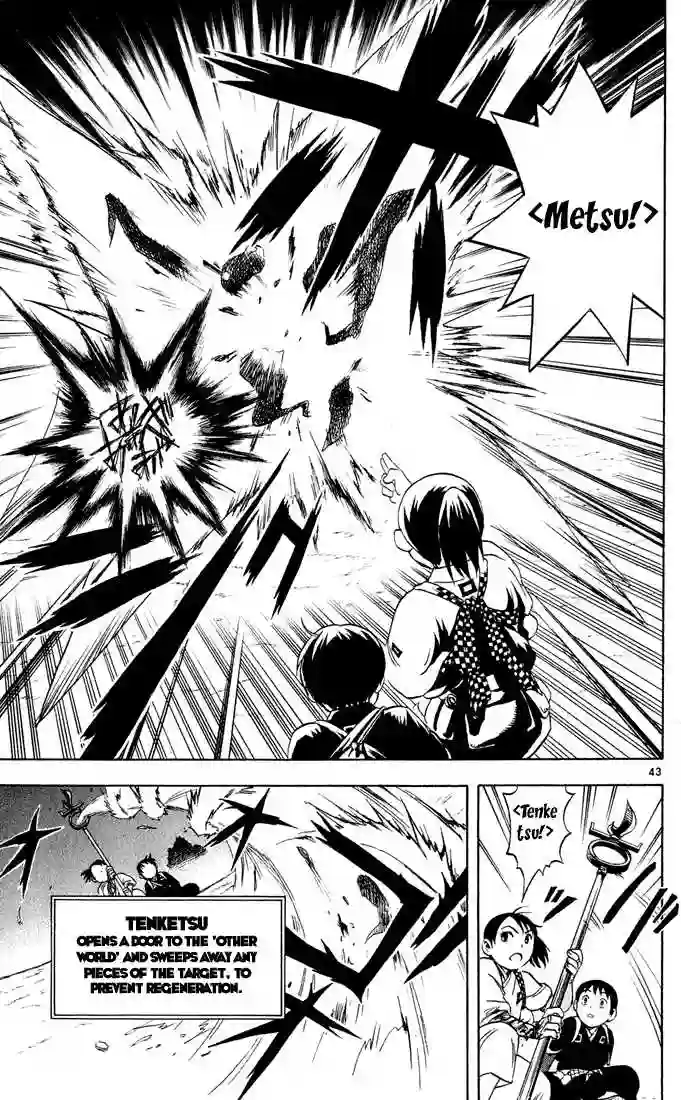 <Metsu!>
43
<Tenke
tsu!>
TENKETSU
OPENS A DOOR TO THE 'OTHER
WORLD' AND SWEEPS AWAY ANY
PIECES OF THE TARGET, TO
PREVENT REGENERATION.